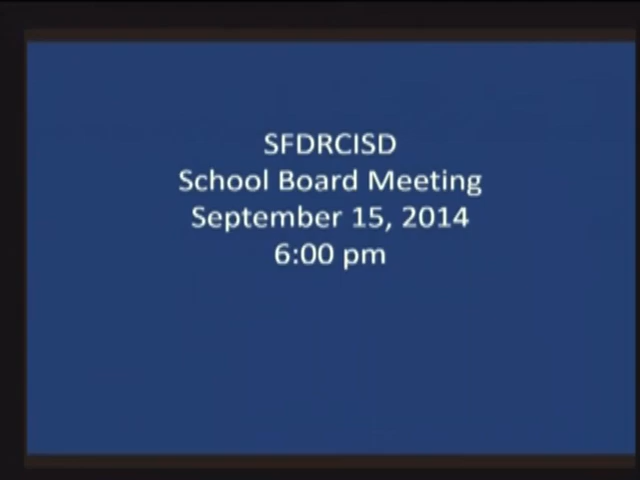 SFDRCISD
School Board Meeting
September 15, 2014
6:00 pm